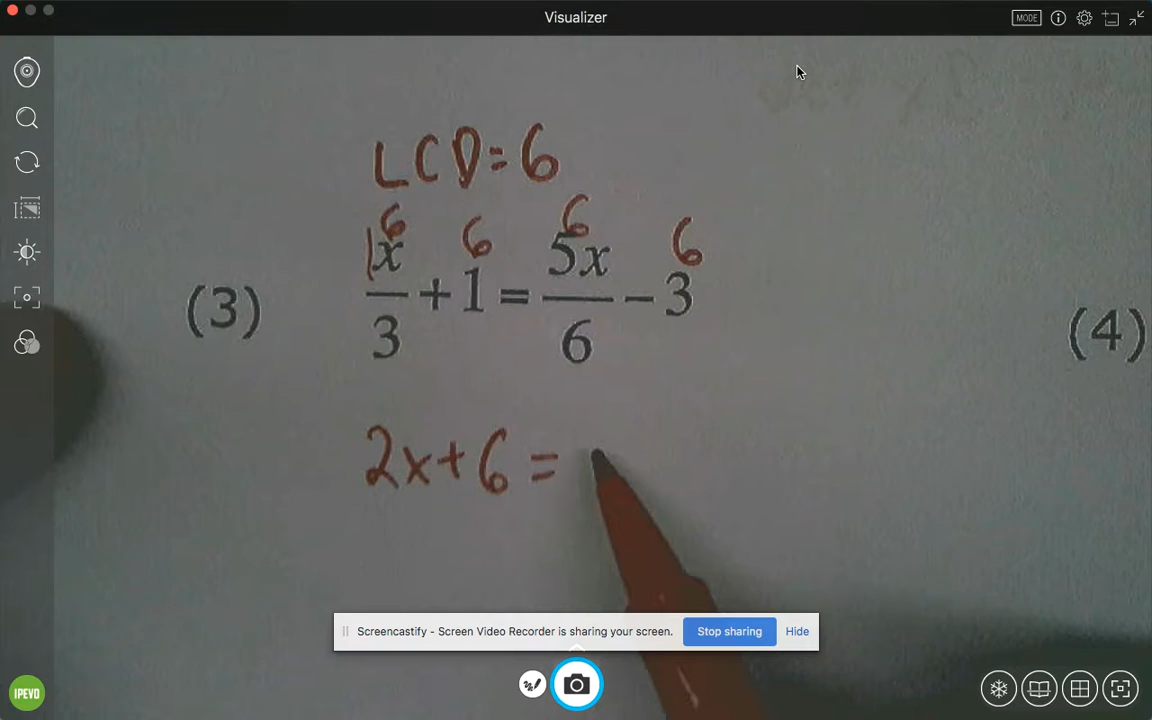 Visualizer
MODE
LCD=6
6 6 6 6
(3) 1x/3 + 1 = 5x/6 - 3
(4)
2x+6=
Screencastify - Screen Video Recorder is sharing your screen. Stop sharing Hide
IPEVO